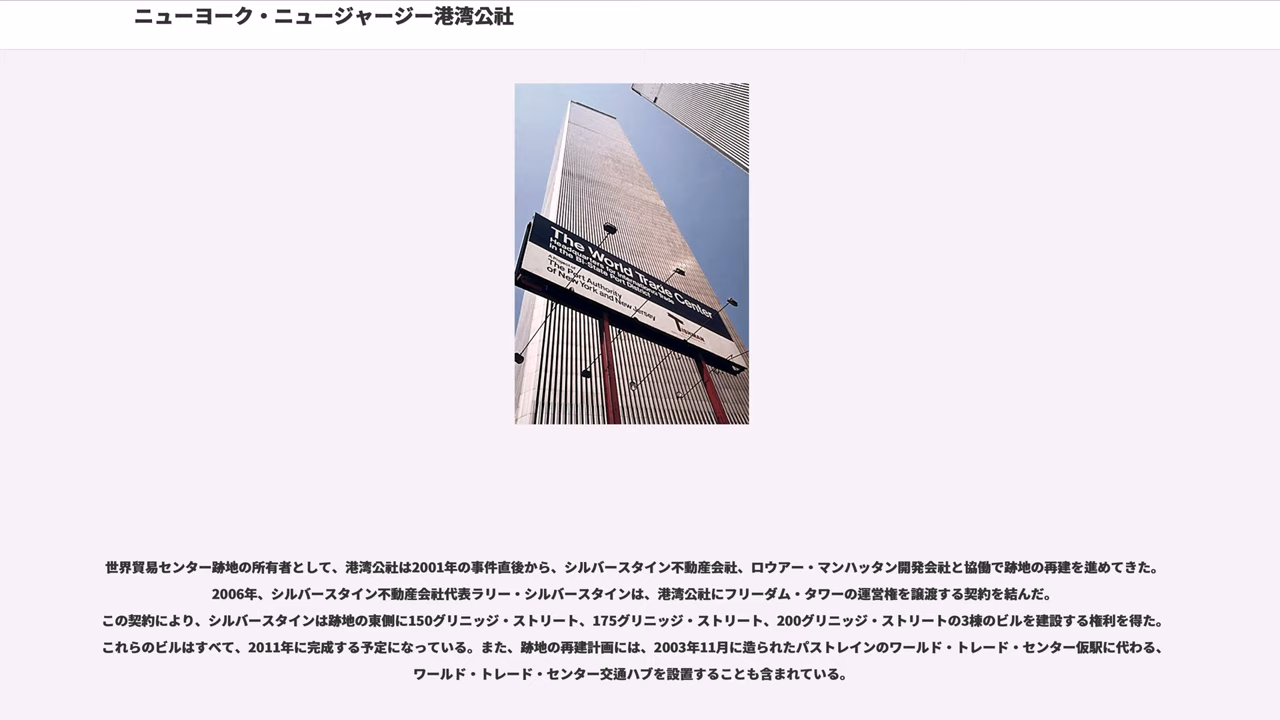 ニューヨーク・ニュージャージー港湾公社
The World Trade Center
Headquarters for International Trade
in the Bi-State Port District
A Project of
The Port Authority
of New York and New Jersey
世界貿易センター跡地の所有者として、港湾公社は2001年の事件直後から、シルバースタイン不動産会社、ロウアー・マンハッタン開発会社と協働で跡地の再建を進めてきた。
2006年、シルバースタイン不動産会社代表ラリー・シルバースタインは、港湾公社にフリーダム・タワーの運営権を譲渡する契約を結んだ。
この契約により、シルバースタインは跡地の東側に150グリニッジ・ストリート、175グリニッジ・ストリート、200グリニッジ・ストリートの3棟のビルを建設する権利を得た。
これらのビルはすべて、2011年に完成する予定になっている。また、跡地の再建計画には、2003年11月に造られたパストレインのワールド・トレード・センター仮駅に代わる、
ワールド・トレード・センター交通ハブを設置することも含まれている。